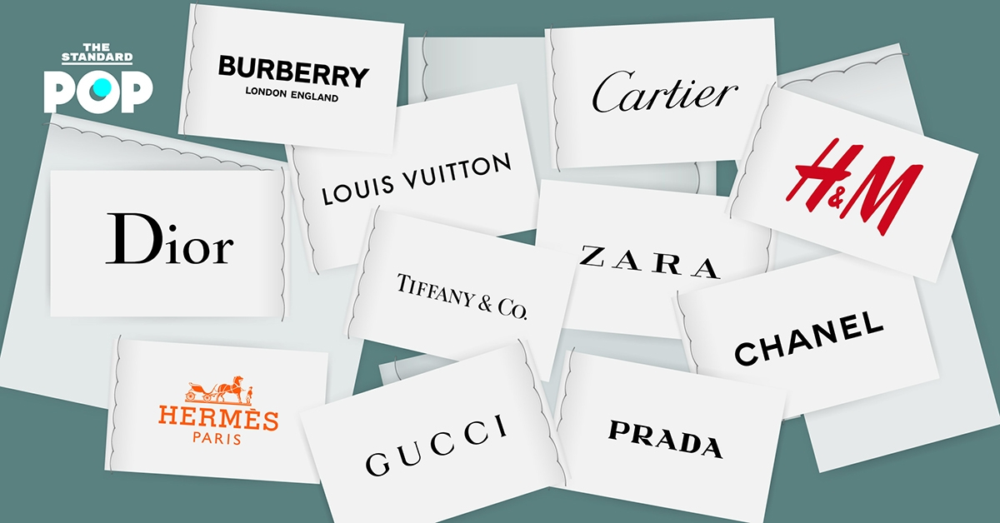 THE
STANDARD
POP
BURBERRY
LONDON ENGLAND
Cartier
H&M
LOUIS VUITTON
Dior
ZARA
TIFFANY & CO.
CHANEL
HERMÈS
PARIS
GUCCI
PRADA